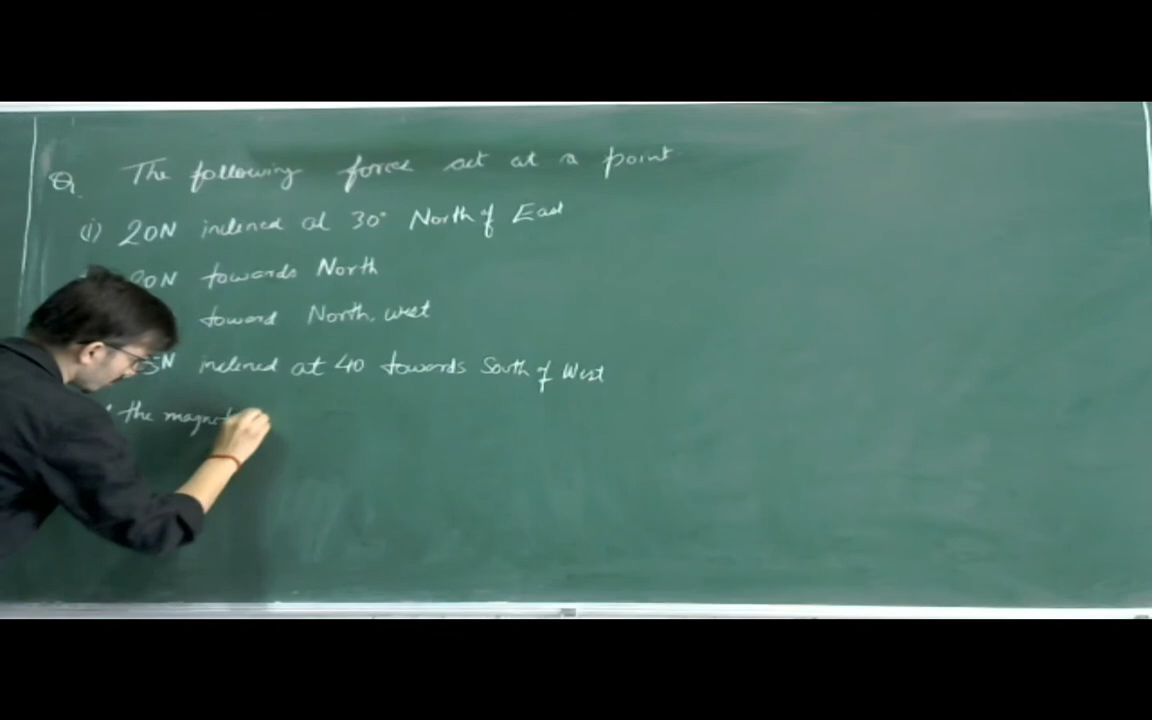 Q. The following forces act at a point
(i) 20N inclined at 30° North of East
20N towards North
toward North, west
5N inclined at 40 towards South of West
the magnet